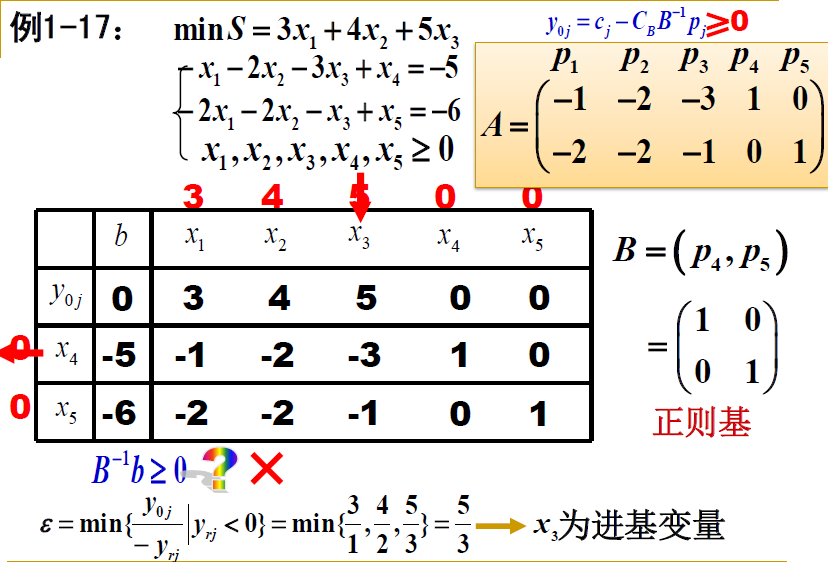 例1-17：
min S = 3x₁ + 4x₂ + 5x₃
y₀ⱼ = cⱼ − C_B B⁻¹pⱼ ≥0
−x₁ − 2x₂ − 3x₃ + x₄ = −5
−2x₁ − 2x₂ − x₃ + x₅ = −6
x₁, x₂, x₃, x₄, x₅ ≥ 0
p₁ p₂ p₃ p₄ p₅
A = ( −1 −2 −3 1 0
−2 −2 −1 0 1 )
3 4 5 0 0
b x₁ x₂ x₃ x₄ x₅
y₀ⱼ 0 3 4 5 0 0
0 x₄ -5 -1 -2 -3 1 0
0 x₅ -6 -2 -2 -1 0 1
B = (p₄, p₅)
= ( 1 0
0 1 )
正则基
B⁻¹b ≥ 0 ? ×
ε = min{ y₀ⱼ / −y_rj | y_rj < 0} = min{ 3/1 , 4/2 , 5/3 } = 5/3 → x₃为进基变量